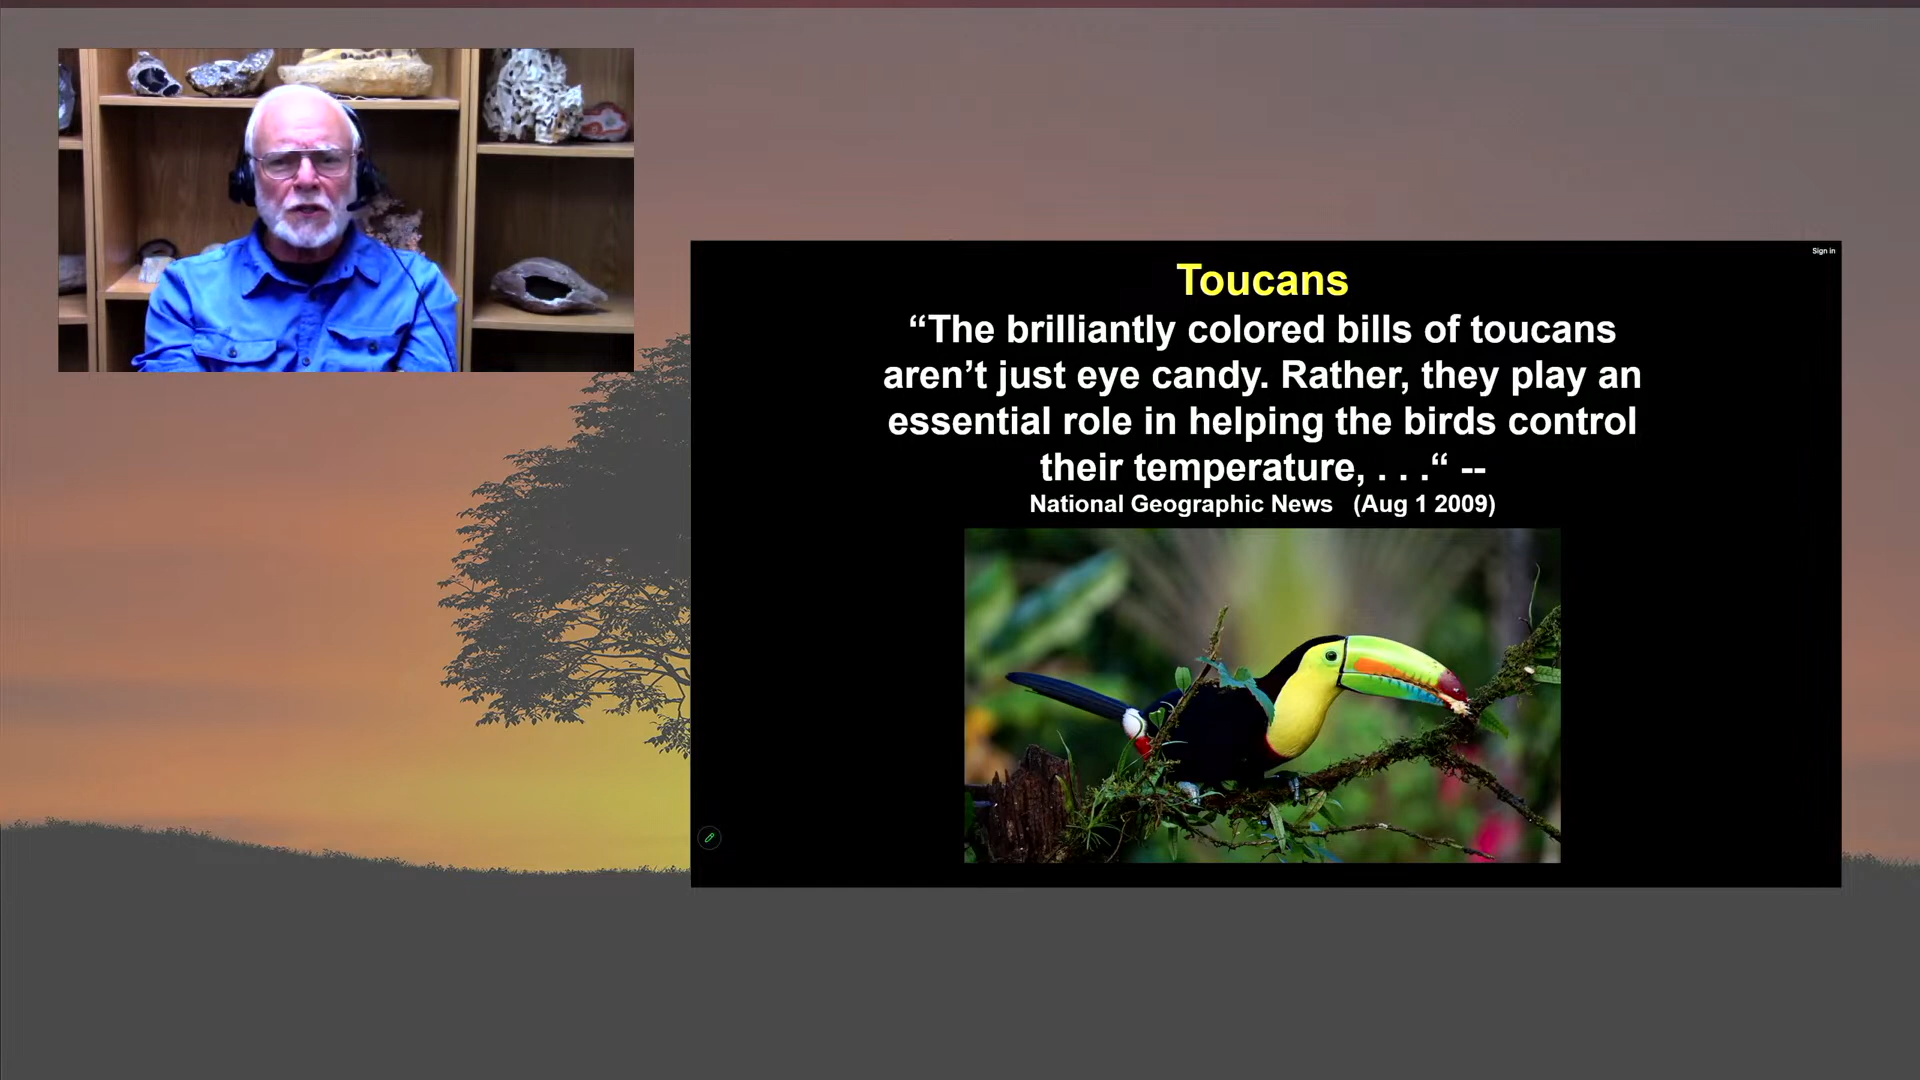 Sign in
Toucans
“The brilliantly colored bills of toucans
aren’t just eye candy. Rather, they play an
essential role in helping the birds control
their temperature, . . .“ --
National Geographic News (Aug 1 2009)